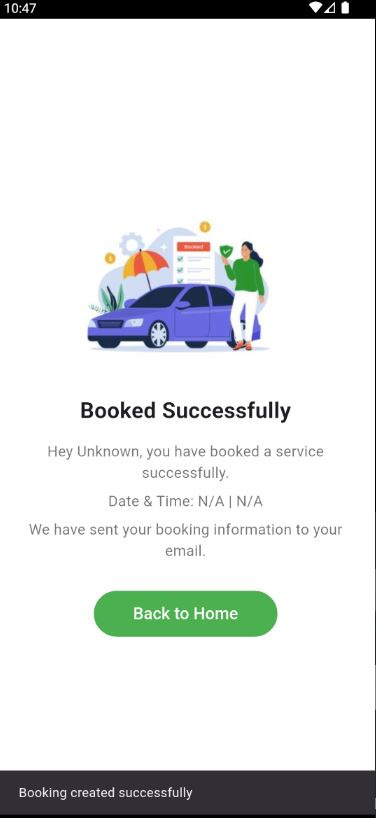 10:47
Booked
Booked Successfully
Hey Unknown, you have booked a service
successfully.
Date & Time: N/A | N/A
We have sent your booking information to your
email.
Back to Home
Booking created successfully